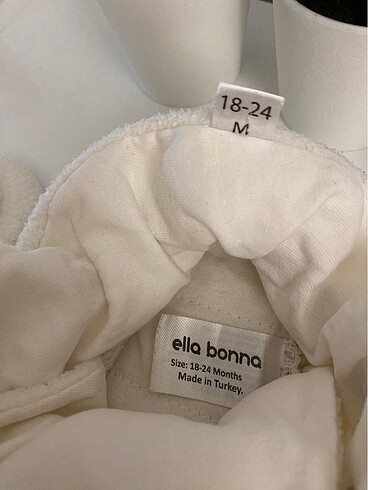 18-24
M
ella bonna
Size: 18-24 Months
Made in Turkey.